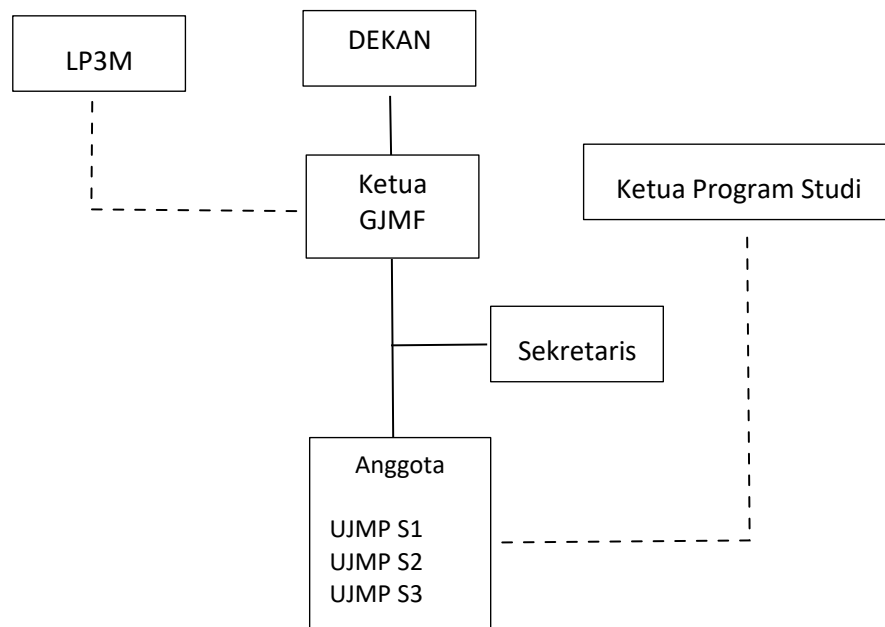 LP3M
DEKAN
Ketua
GJMF
Ketua Program Studi
Sekretaris
Anggota
UJMP S1
UJMP S2
UJMP S3